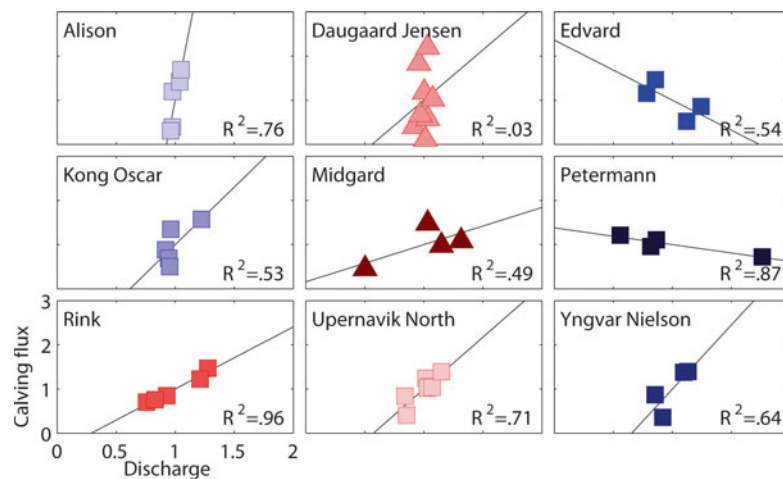 Alison
R²=.76
Daugaard Jensen
R²=.03
Edvard
R²=.54
Kong Oscar
R²=.53
Midgard
R²=.49
Petermann
R²=.87
Rink
R²=.96
Upernavik North
R²=.71
Yngvar Nielson
R²=.64
Calving flux
3
2
1
0
0 0.5 1 1.5 2
Discharge